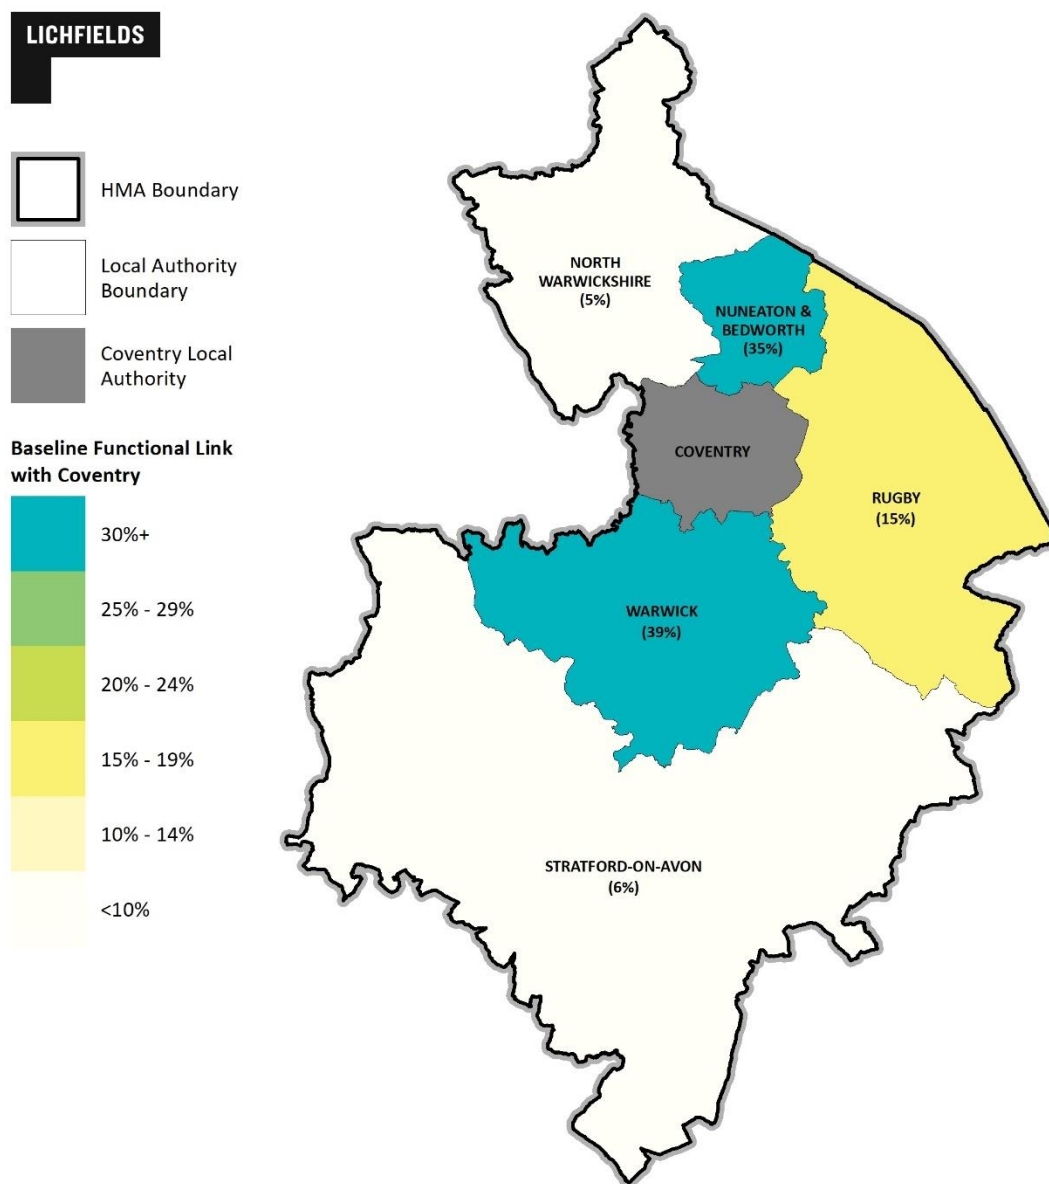 LICHFIELDS
HMA Boundary
Local Authority
Boundary
Coventry Local
Authority
Baseline Functional Link
with Coventry
30%+
25% - 29%
20% - 24%
15% - 19%
10% - 14%
<10%
NORTH
WARWICKSHIRE
(5%)
NUNEATON &
BEDWORTH
(35%)
COVENTRY
RUGBY
(15%)
WARWICK
(39%)
STRATFORD-ON-AVON
(6%)